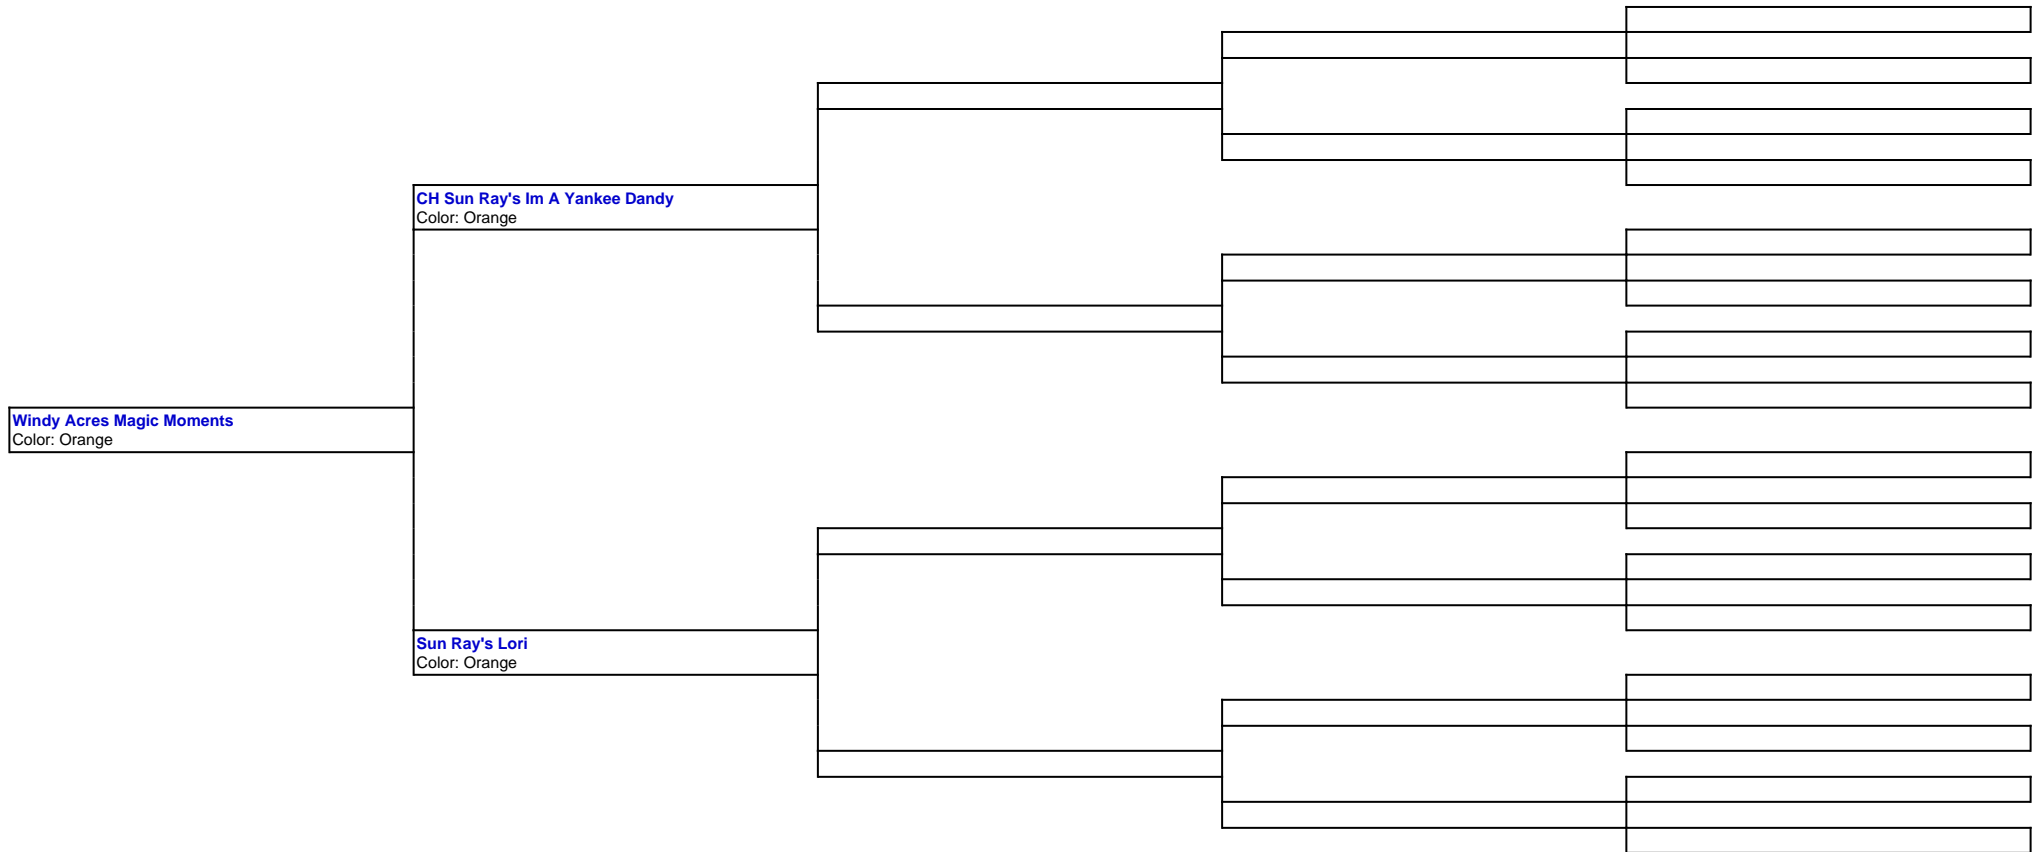 CH Sun Ray's Im A Yankee Dandy
Color: Orange
Windy Acres Magic Moments
Color: Orange
Sun Ray's Lori
Color: Orange